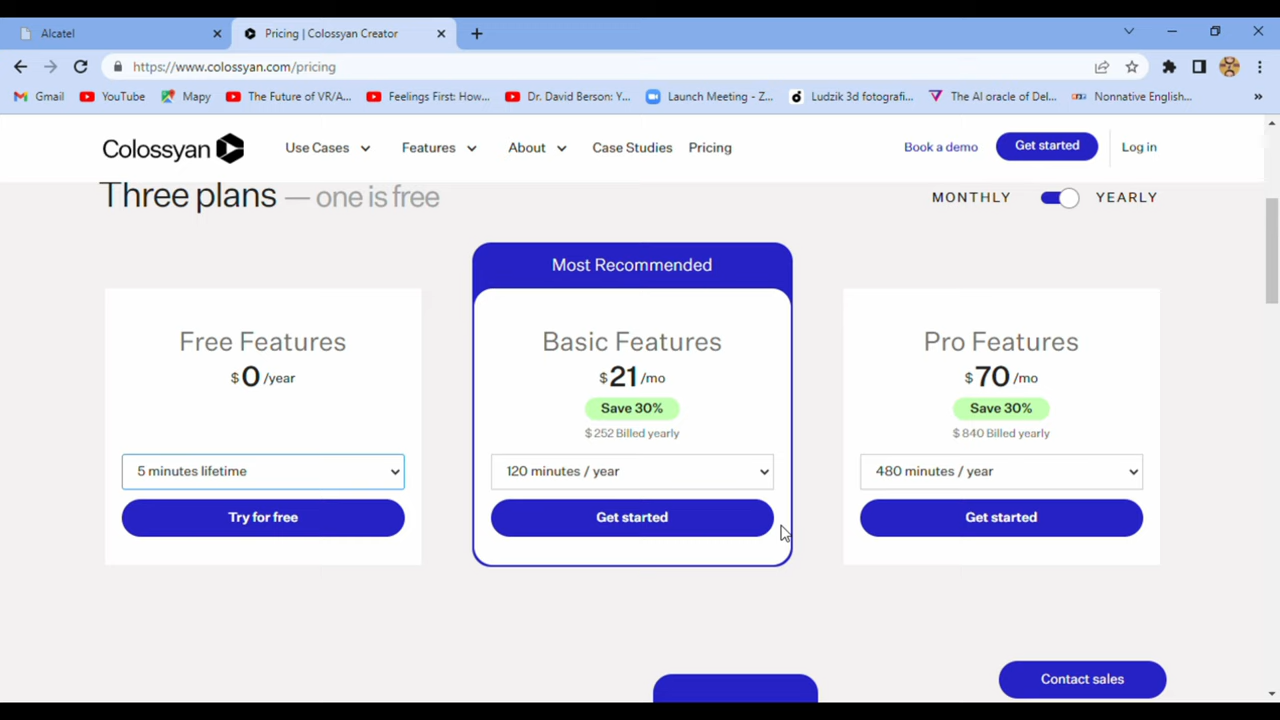 Alcatel
Pricing | Colossyan Creator
https://www.colossyan.com/pricing
Gmail
YouTube
Mapy
The Future of VR/A...
Feelings First: How...
Dr. David Berson: Y...
Launch Meeting - Z...
Ludzik 3d fotografi...
The AI oracle of Del...
Nonnative English...
»
Colossyan
Use Cases
Features
About
Case Studies
Pricing
Book a demo
Get started
Log in
Three plans — one is free
MONTHLY
YEARLY
Most Recommended
Free Features
$0 /year
5 minutes lifetime
Try for free
Basic Features
$21 /mo
Save 30%
$ 252 Billed yearly
120 minutes / year
Get started
Pro Features
$70 /mo
Save 30%
$ 840 Billed yearly
480 minutes / year
Get started
Contact sales